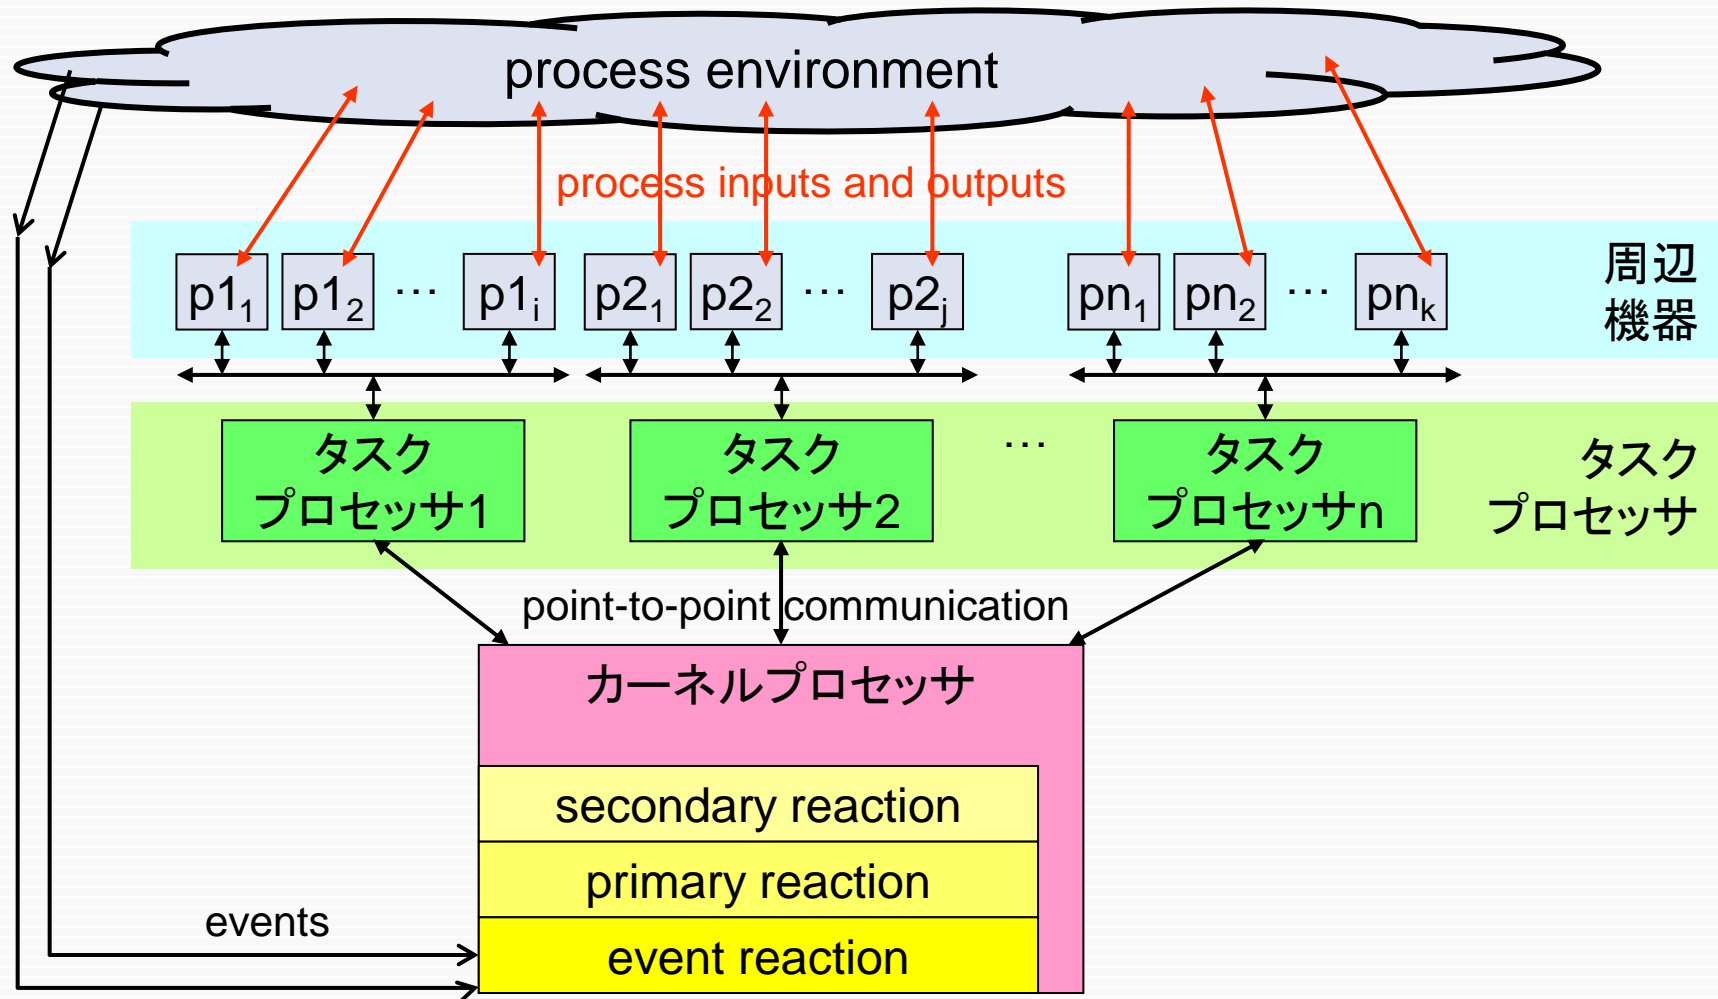 process environment
process inputs and outputs
p1₁ p1₂ … p1ᵢ p2₁ p2₂ … p2ⱼ pn₁ pn₂ … pnₖ
周辺
機器
タスク
プロセッサ1
タスク
プロセッサ2
…
タスク
プロセッサn
タスク
プロセッサ
point-to-point communication
カーネルプロセッサ
secondary reaction
primary reaction
events
event reaction